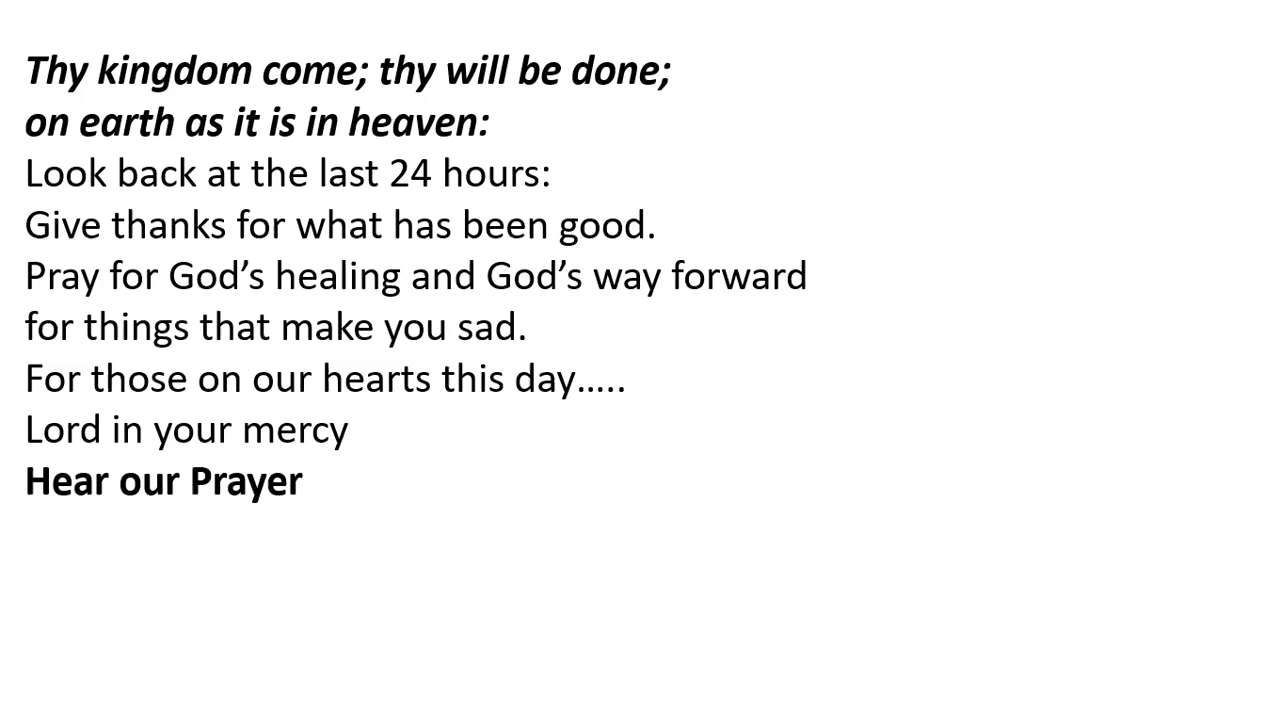 Thy kingdom come; thy will be done;
on earth as it is in heaven:
Look back at the last 24 hours:
Give thanks for what has been good.
Pray for God’s healing and God’s way forward
for things that make you sad.
For those on our hearts this day…..
Lord in your mercy
Hear our Prayer